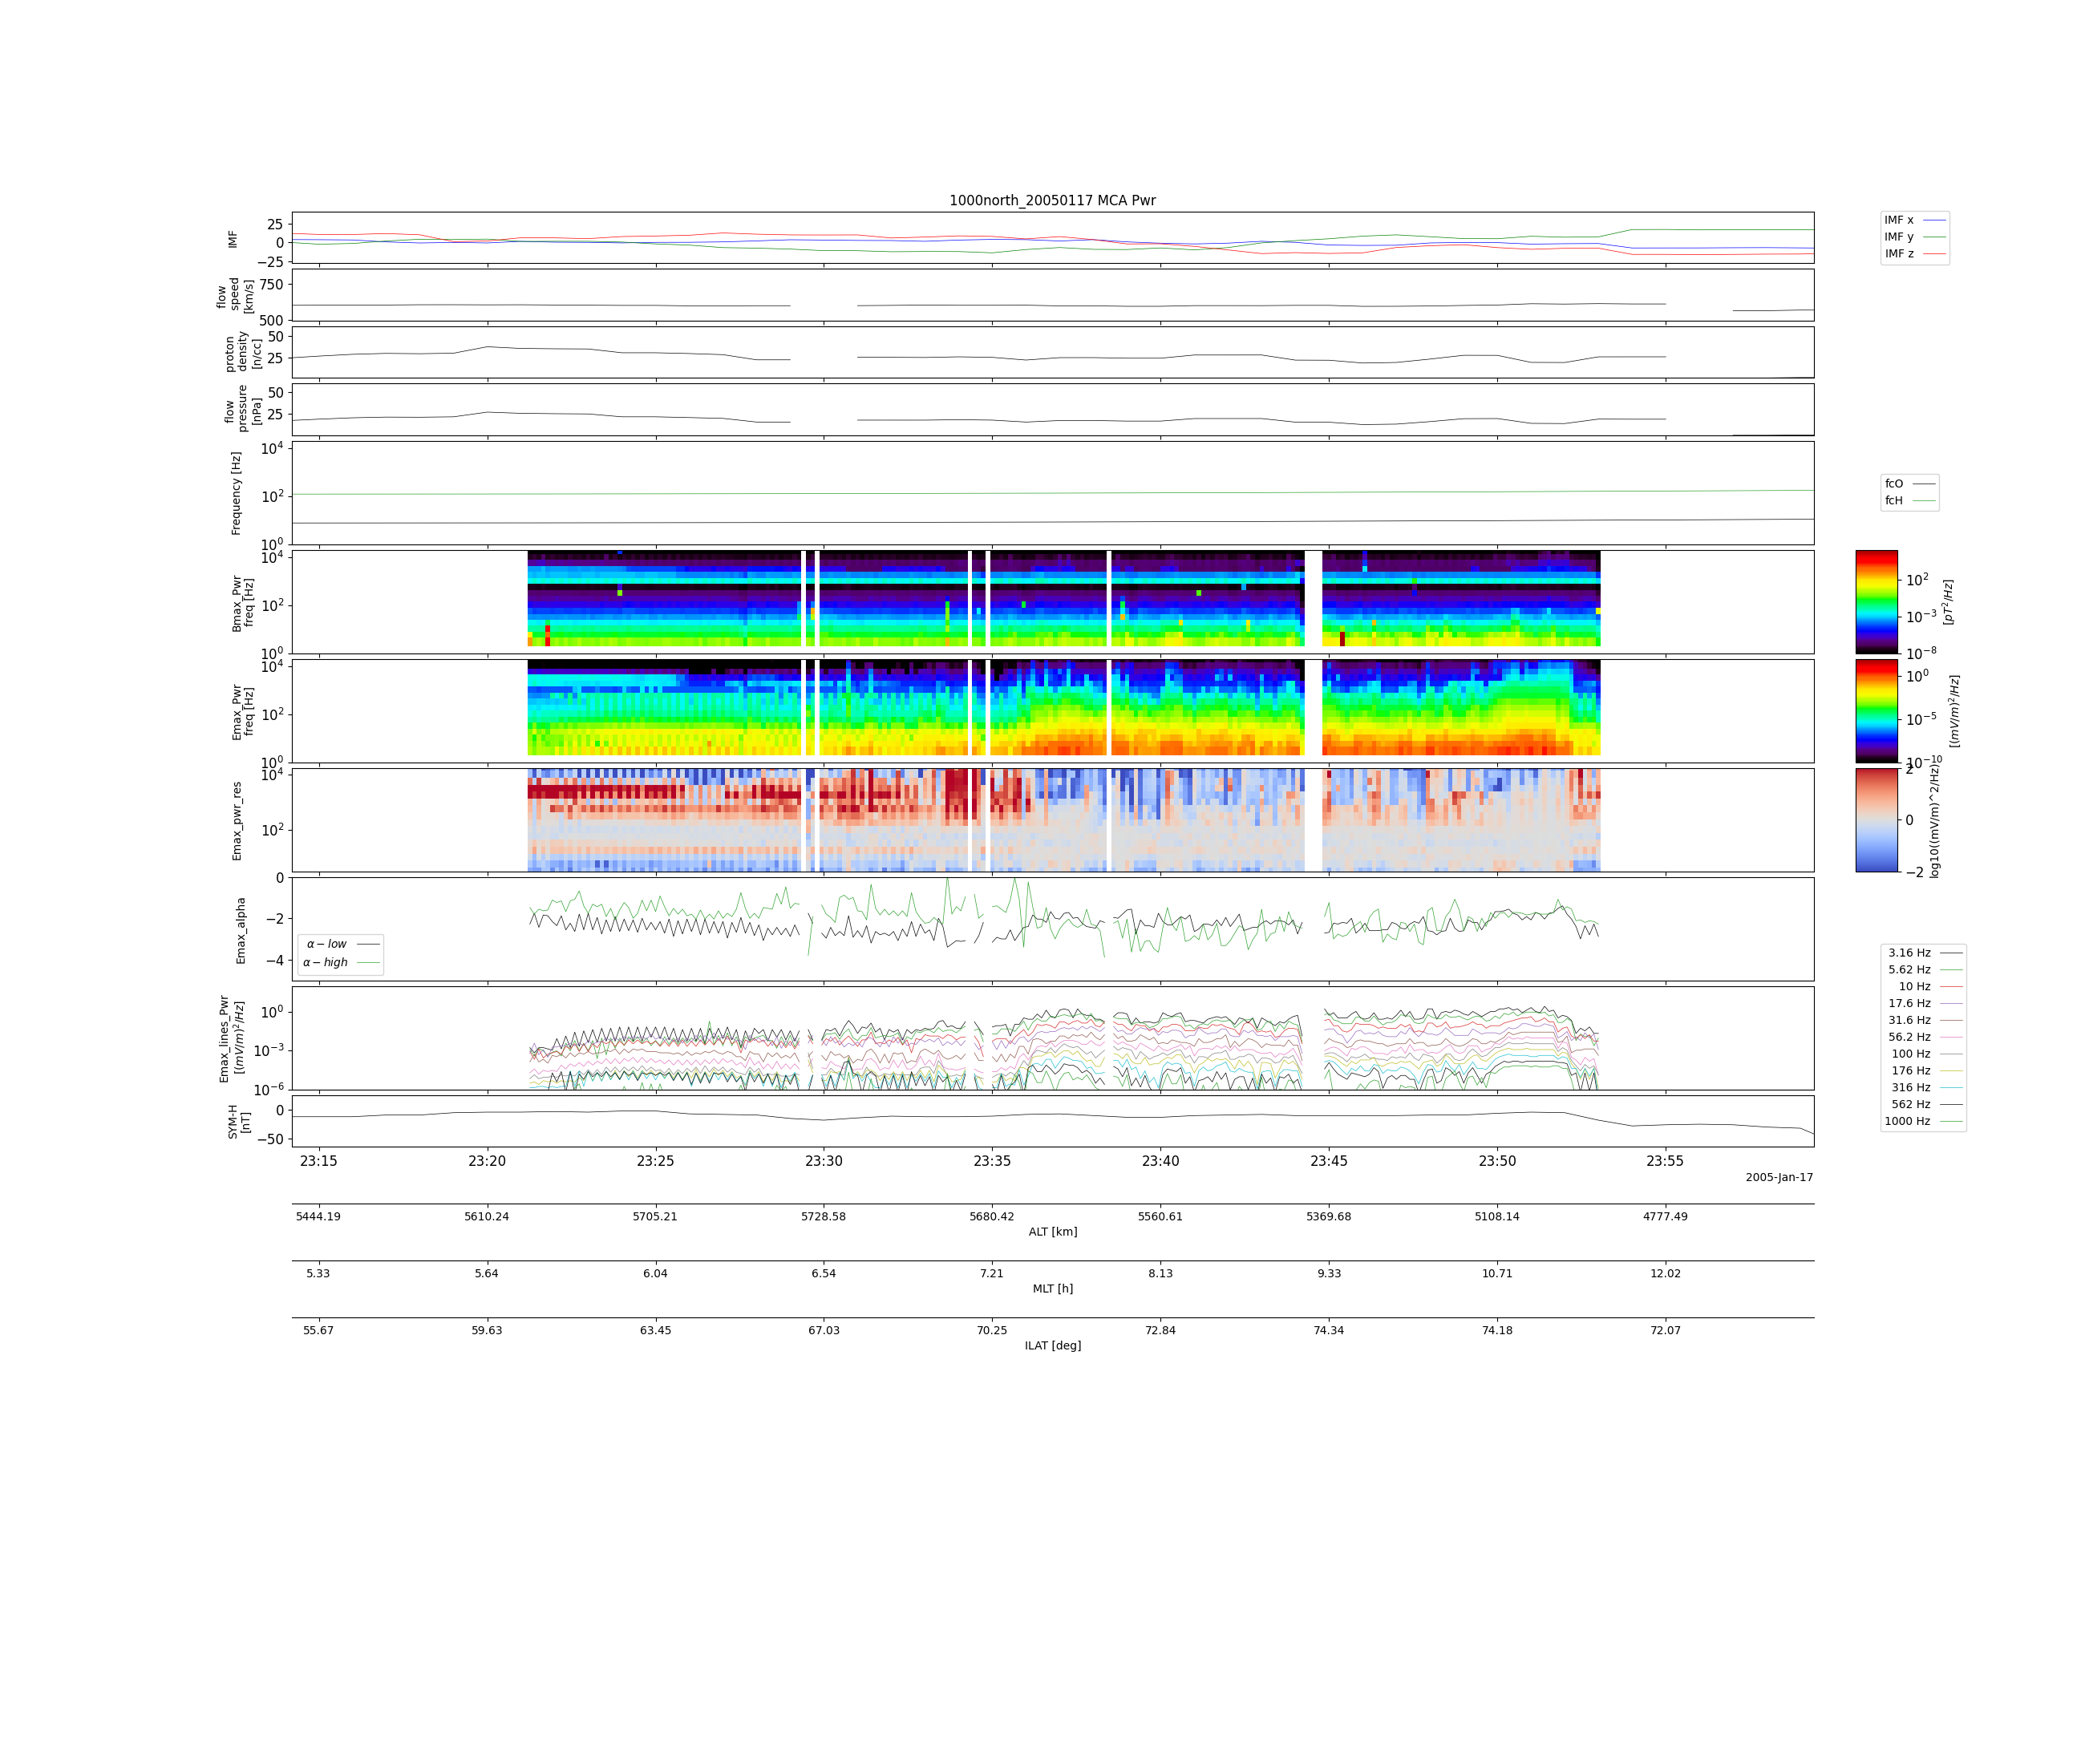 1000north_20050117 MCA Pwr
IMF
25
0
−25
IMF x
IMF y
IMF z
flow
speed
[km/s]
750
500
proton
density
[n/cc]
50
25
flow
pressure
[nPa]
50
25
Frequency [Hz]
10^4
10^2
10^0
fcO
fcH
Bmax_Pwr
freq [Hz]
10^4
10^2
10^0
10^2
10^−3
10^−8
[pT^2/Hz]
Emax_Pwr
freq [Hz]
10^4
10^2
10^0
10^0
10^−5
10^−10
[(mV/m)^2/Hz]
Emax_pwr_res
10^4
10^2
2
0
−2
log10((mV/m)^2/Hz)
Emax_alpha
0
−2
−4
α − low
α − high
Emax_lines_Pwr
[(mV/m)^2/Hz]
10^0
10^−3
10^−6
3.16 Hz
5.62 Hz
10 Hz
17.6 Hz
31.6 Hz
56.2 Hz
100 Hz
176 Hz
316 Hz
562 Hz
1000 Hz
SYM-H
[nT]
0
−50
23:15 23:20 23:25 23:30 23:35 23:40 23:45 23:50 23:55
2005-Jan-17
5444.19 5610.24 5705.21 5728.58 5680.42 5560.61 5369.68 5108.14 4777.49
ALT [km]
5.33 5.64 6.04 6.54 7.21 8.13 9.33 10.71 12.02
MLT [h]
55.67 59.63 63.45 67.03 70.25 72.84 74.34 74.18 72.07
ILAT [deg]